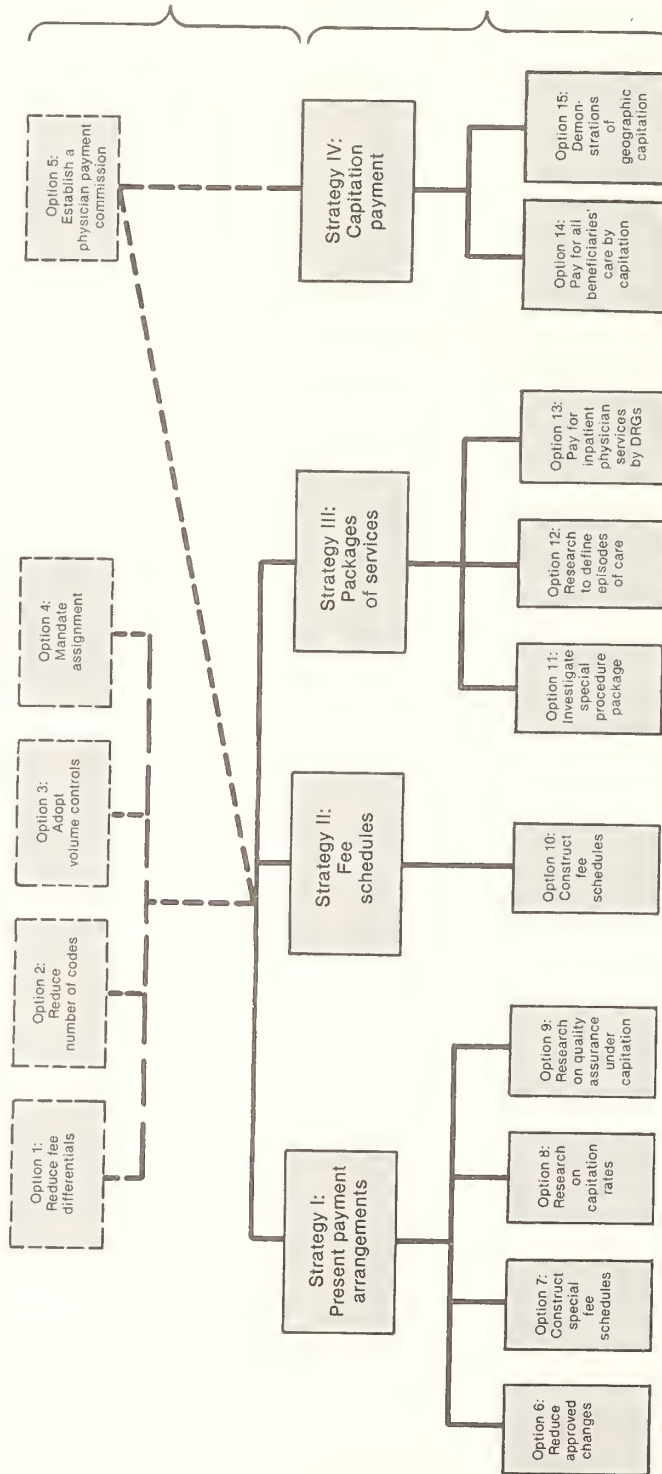 Option 1:
Reduce fee
differentials
Option 2:
Reduce
number of codes
Option 3:
Adopt
volume controls
Option 4:
Mandate
assignment
Option 5:
Establish a
physician payment
commission
Strategy I:
Present payment
arrangements
Strategy II:
Fee
schedules
Strategy III:
Packages
of services
Strategy IV:
Capitation
payment
Option 6:
Reduce
approved
changes
Option 7:
Construct
special
fee
schedules
Option 8:
Research
on
capitation
rates
Option 9:
Research
on quality
assurance
under
capitation
Option 10:
Construct
fee
schedules
Option 11:
Investigate
special
procedure
package
Option 12:
Research
to define
episodes
of care
Option 13:
Pay for
inpatient
physician
services
by DRGs
Option 14:
Pay for all
beneficiaries'
care by
capitation
Option 15:
Demon-
strations
of
geographic
capitation